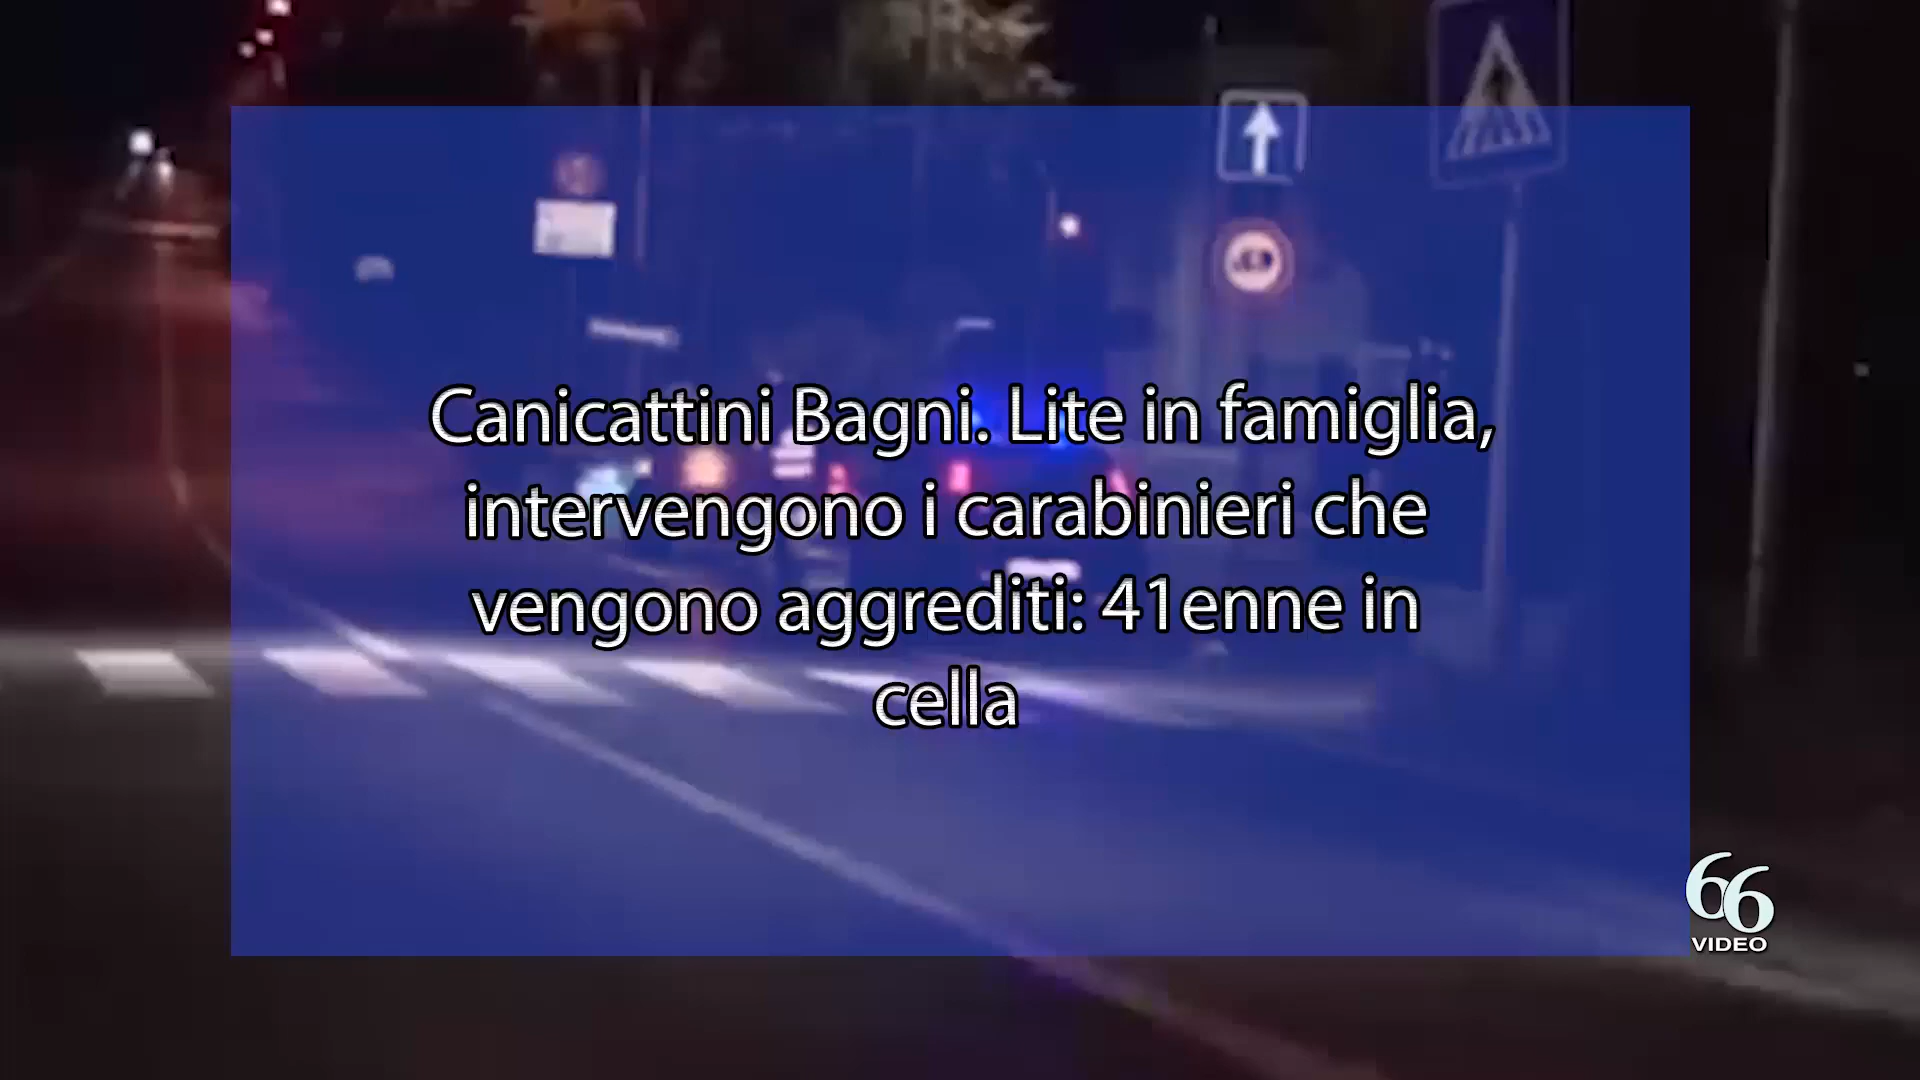 Canicattini Bagni. Lite in famiglia,
intervengono i carabinieri che
vengono aggrediti: 41enne in
cella
66
VIDEO